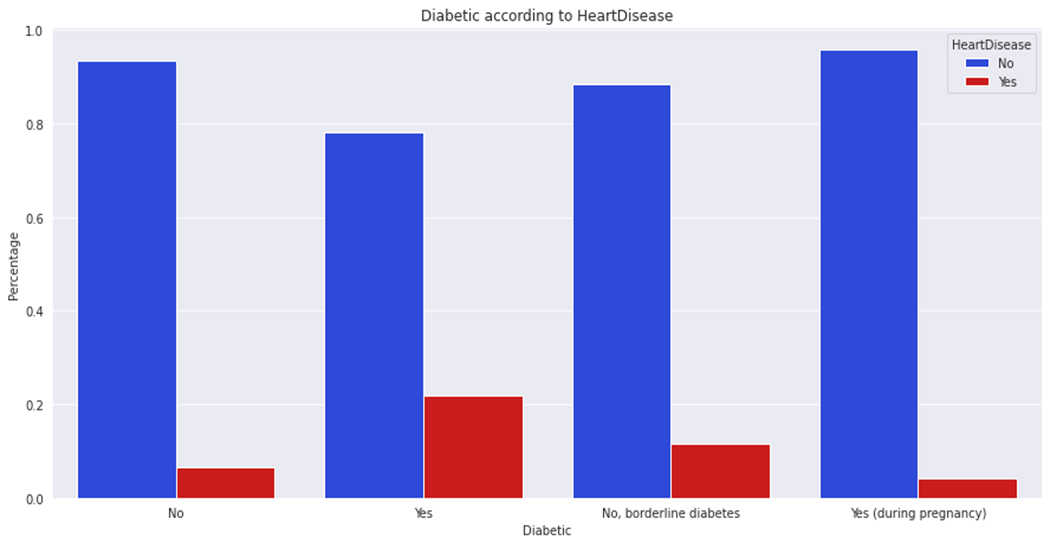 Diabetic according to HeartDisease
1.0
0.8
0.6
0.4
0.2
0.0
Percentage
HeartDisease
No
Yes
No
Yes
No, borderline diabetes
Yes (during pregnancy)
Diabetic